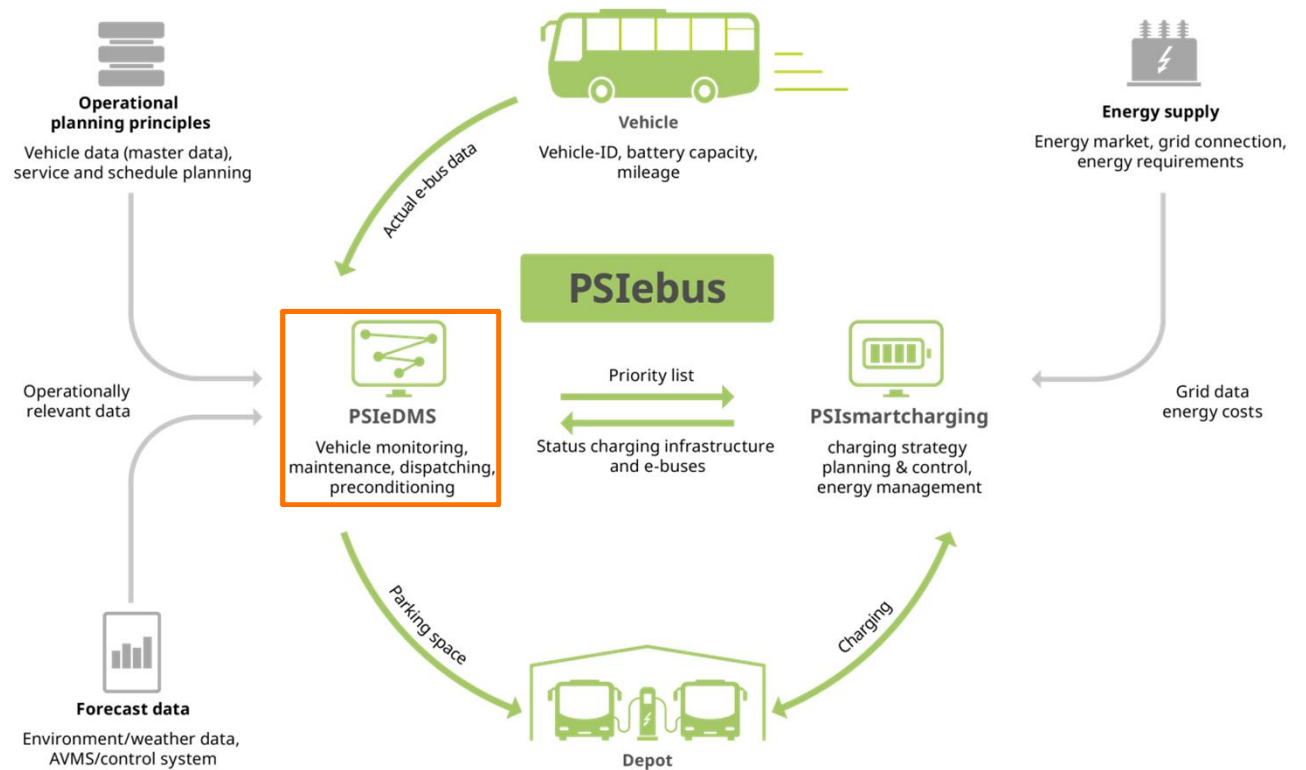 Operational
planning principles
Vehicle data (master data),
service and schedule planning
Vehicle
Vehicle-ID, battery capacity,
mileage
Energy supply
Energy market, grid connection,
energy requirements
Actual e-bus data
PSIebus
Operationally
relevant data
PSIeDMS
Vehicle monitoring,
maintenance, dispatching,
preconditioning
Priority list
Status charging infrastructure
and e-buses
PSIsmartcharging
charging strategy
planning & control,
energy management
Grid data
energy costs
Parking space
Charging
Forecast data
Environment/weather data,
AVMS/control system
Depot